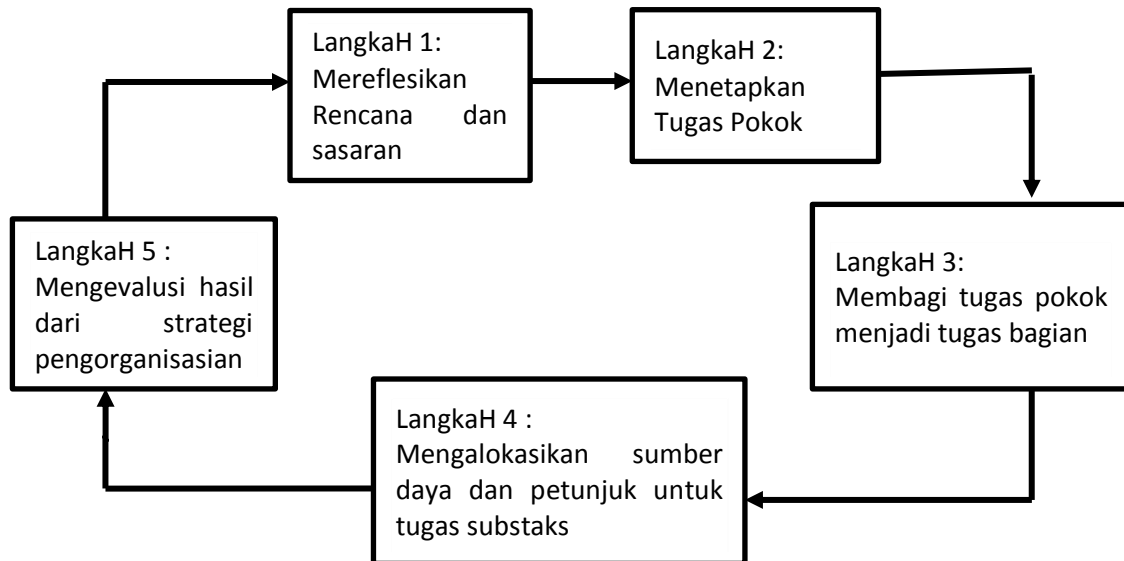 LangkaH 1:
Mereflesikan
Rencana dan
sasaran
LangkaH 2:
Menetapkan
Tugas Pokok
LangkaH 3:
Membagi tugas pokok
menjadi tugas bagian
LangkaH 4 :
Mengalokasikan sumber
daya dan petunjuk untuk
tugas substaks
LangkaH 5 :
Mengevalusi hasil
dari strategi
pengorganisasian